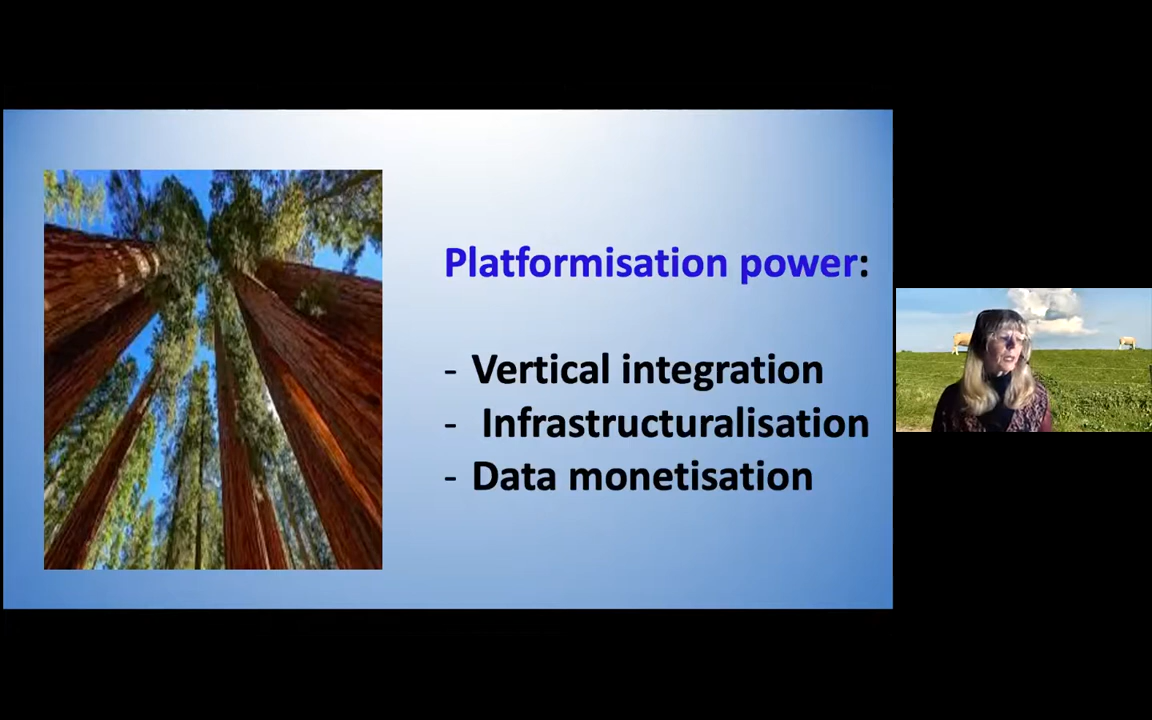 Platformisation power:
- Vertical integration
- Infrastructuralisation
- Data monetisation